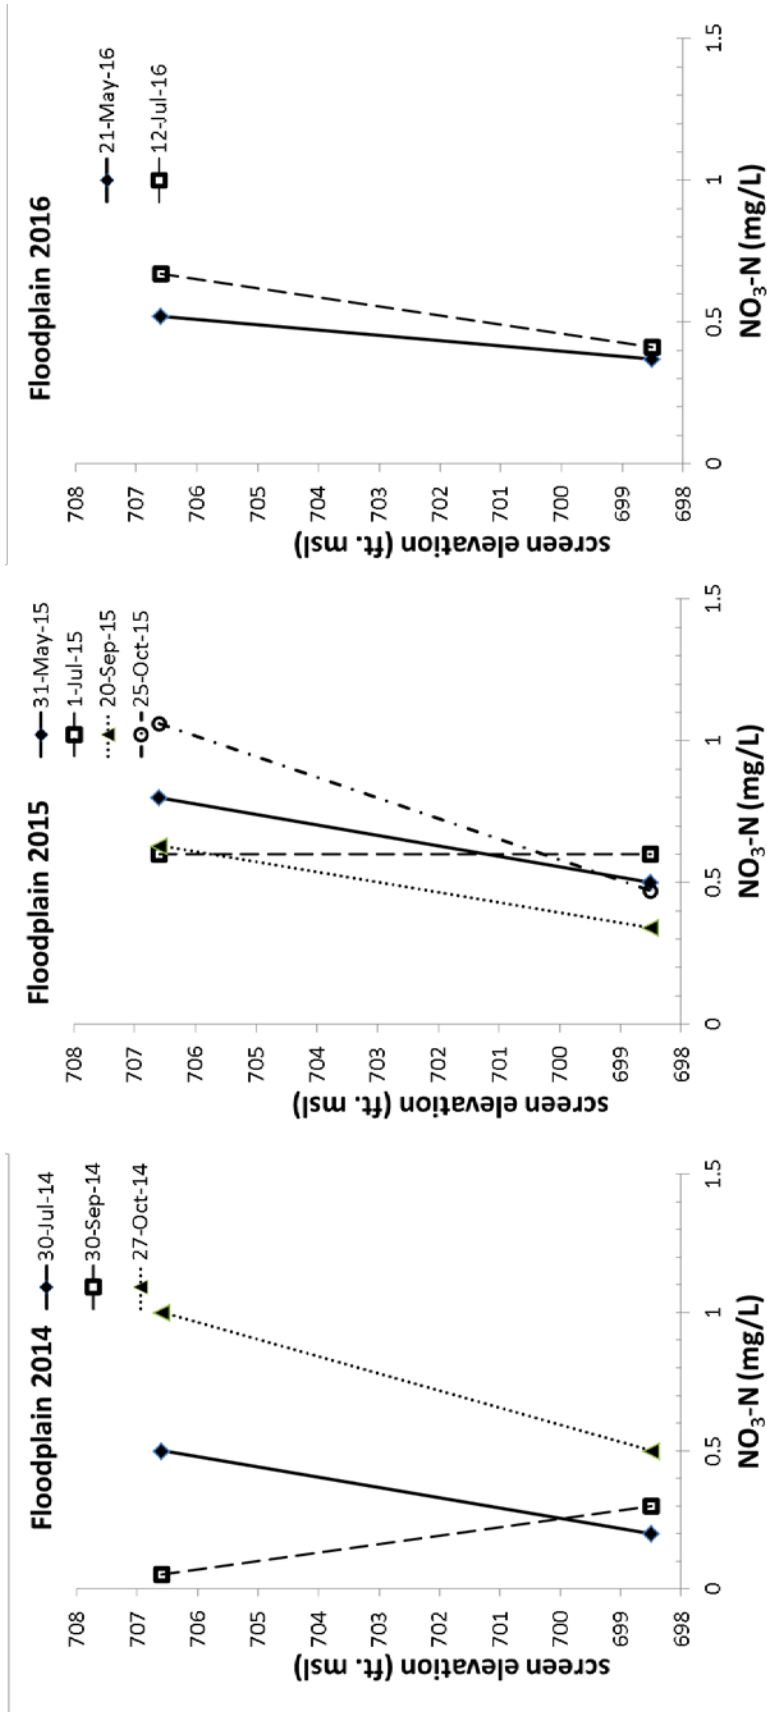 Floodplain 2014
30-Jul-14
30-Sep-14
27-Oct-14
screen elevation (ft. msl)
708
707
706
705
704
703
702
701
700
699
698
0
0.5
1
1.5
NO₃-N (mg/L)
Floodplain 2015
31-May-15
1-Jul-15
20-Sep-15
25-Oct-15
screen elevation (ft. msl)
708
707
706
705
704
703
702
701
700
699
698
0
0.5
1
1.5
NO₃-N (mg/L)
Floodplain 2016
21-May-16
12-Jul-16
screen elevation (ft. msl)
708
707
706
705
704
703
702
701
700
699
698
0
0.5
1
1.5
NO₃-N (mg/L)